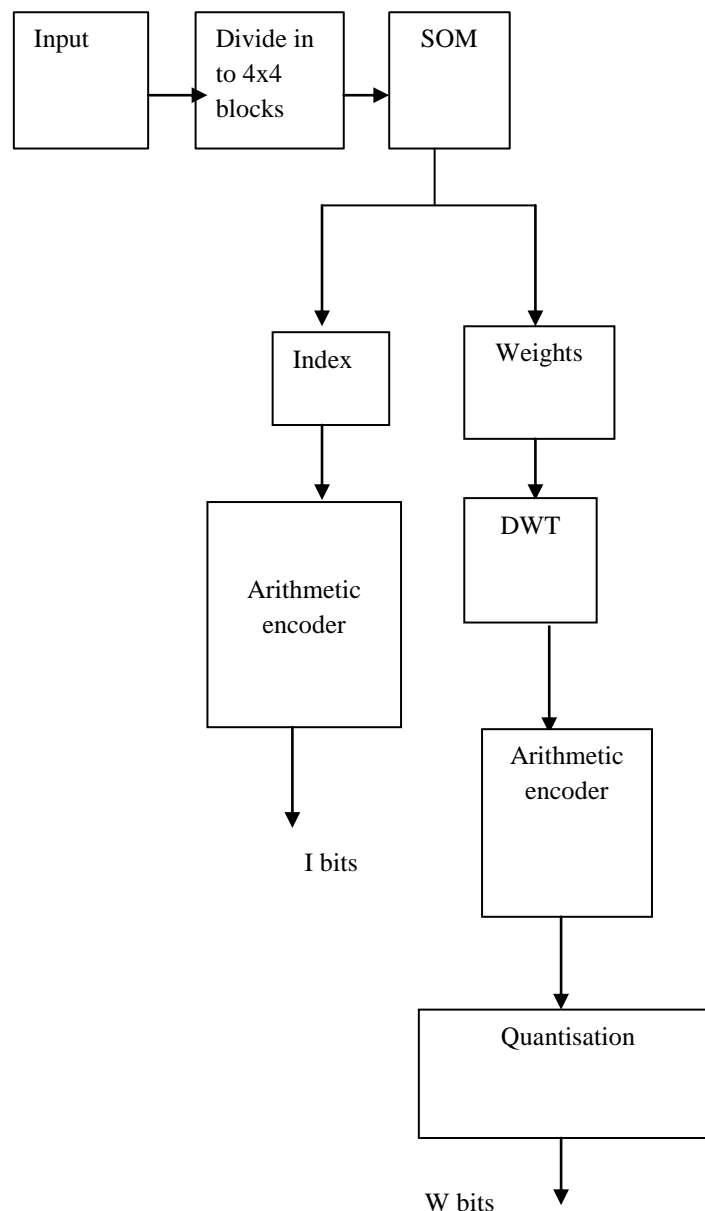 Input
Divide in
to 4x4
blocks
SOM
Index
Weights
DWT
Arithmetic
encoder
Arithmetic
encoder
I bits
Quantisation
W bits